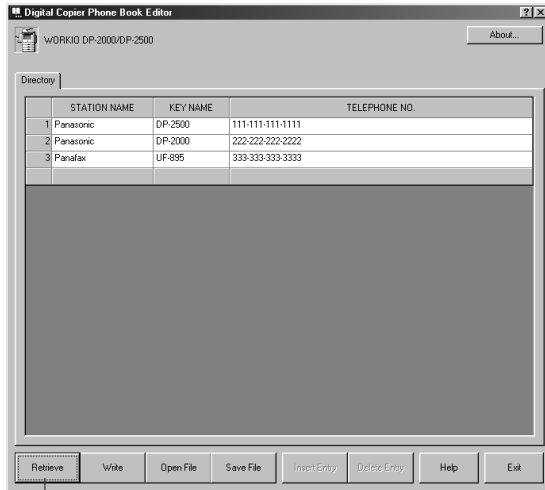 Digital Copier Phone Book Editor
WORKIO DP-2000/DP-2500
About...
Directory
STATION NAME KEY NAME TELEPHONE NO.
1 Panasonic DP-2500 111-111-111-1111
2 Panasonic DP-2000 222-222-222-2222
3 Panafax UF-895 333-333-333-3333
Retrieve Write Open File Save File Insert Entry Delete Entry Help Exit